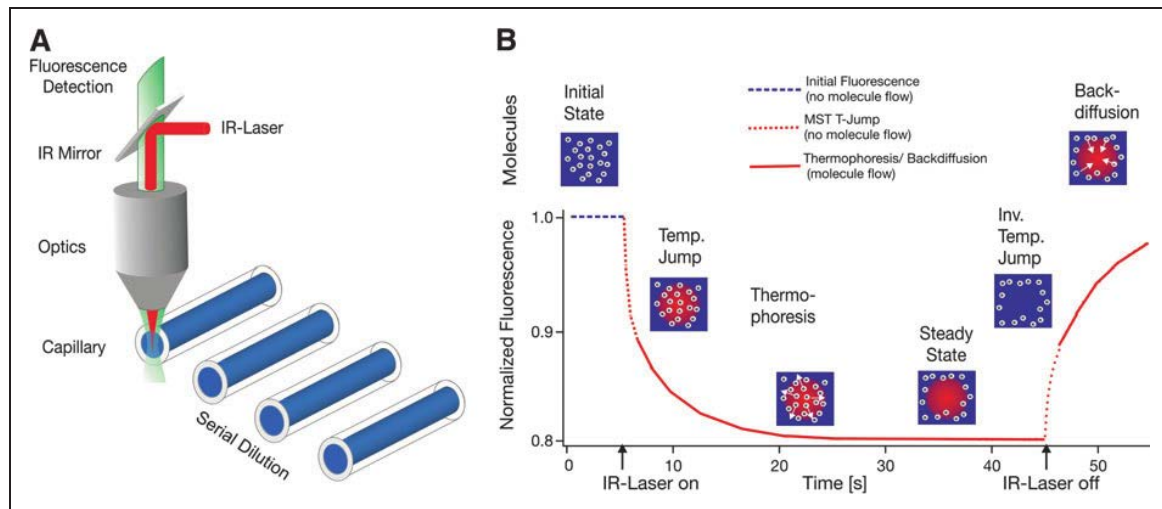 A
Fluorescence
Detection
IR-Laser
IR Mirror
Optics
Capillary
Serial Dilution
B
Molecules
Initial
State
Initial Fluorescence
(no molecule flow)
MST T-Jump
(no molecule flow)
Thermophoresis/ Backdiffusion
(molecule flow)
Back-
diffusion
Normalized Fluorescence
1.0
0.9
0.8
Temp.
Jump
Thermo-
phoresis
Steady
State
Inv.
Temp.
Jump
0
10
20
30
40
50
IR-Laser on
Time [s]
IR-Laser off